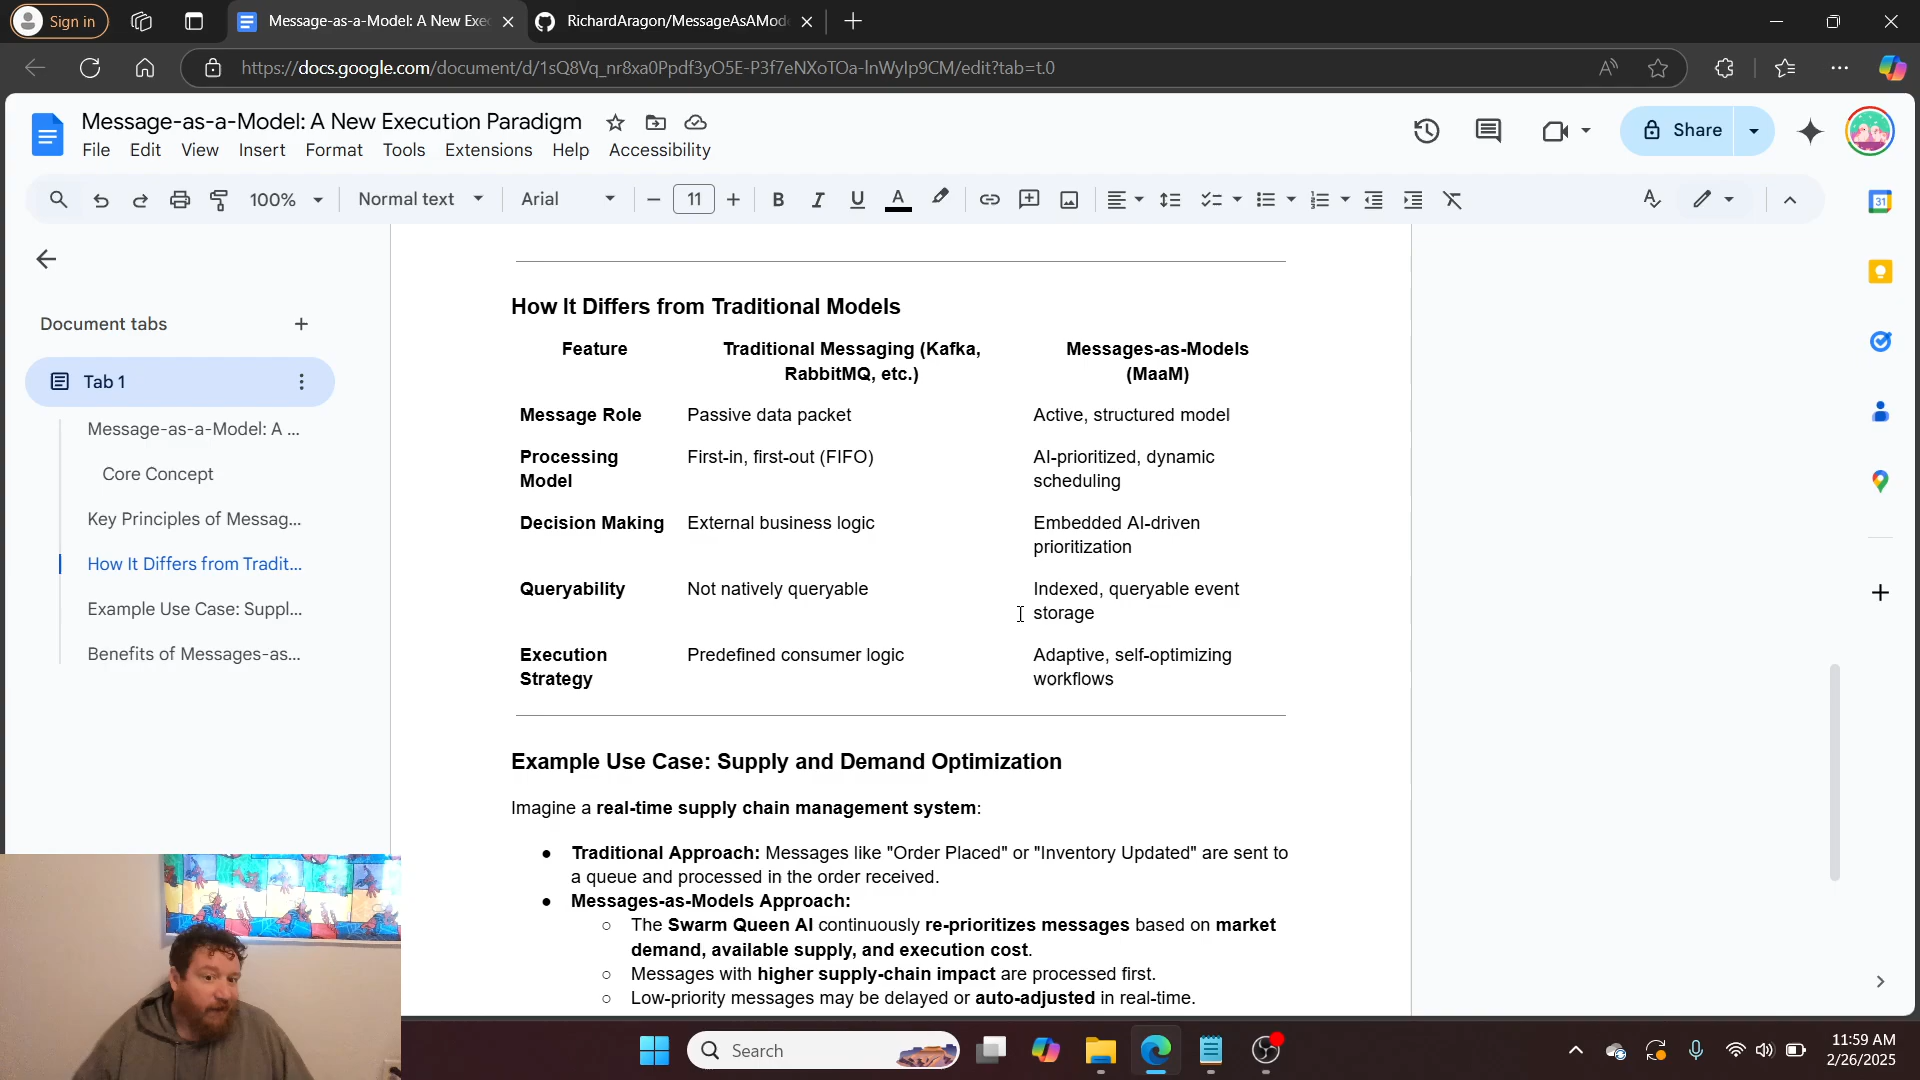 Sign in
Message-as-a-Model: A New Exe
RichardAragon/MessageAsAMode
https://docs.google.com/document/d/1sQ8Vq_nr8xa0Ppdf3yO5E-P3f7eNXoTOa-lnWylp9CM/edit?tab=t.0
Message-as-a-Model: A New Execution Paradigm
File Edit View Insert Format Tools Extensions Help Accessibility
Share
100% Normal text Arial 11
31
Document tabs
Tab 1
Message-as-a-Model: A ...
Core Concept
Key Principles of Messag...
How It Differs from Tradit...
Example Use Case: Suppl...
Benefits of Messages-as...
How It Differs from Traditional Models
Feature Traditional Messaging (Kafka, Messages-as-Models
RabbitMQ, etc.) (MaaM)
Message Role Passive data packet Active, structured model
Processing First-in, first-out (FIFO) AI-prioritized, dynamic
Model scheduling
Decision Making External business logic Embedded AI-driven
prioritization
Queryability Not natively queryable Indexed, queryable event
storage
Execution Predefined consumer logic Adaptive, self-optimizing
Strategy workflows
Example Use Case: Supply and Demand Optimization
Imagine a real-time supply chain management system:
● Traditional Approach: Messages like "Order Placed" or "Inventory Updated" are sent to
a queue and processed in the order received.
● Messages-as-Models Approach:
○ The Swarm Queen AI continuously re-prioritizes messages based on market
demand, available supply, and execution cost.
○ Messages with higher supply-chain impact are processed first.
○ Low-priority messages may be delayed or auto-adjusted in real-time.
Search
11:59 AM
2/26/2025